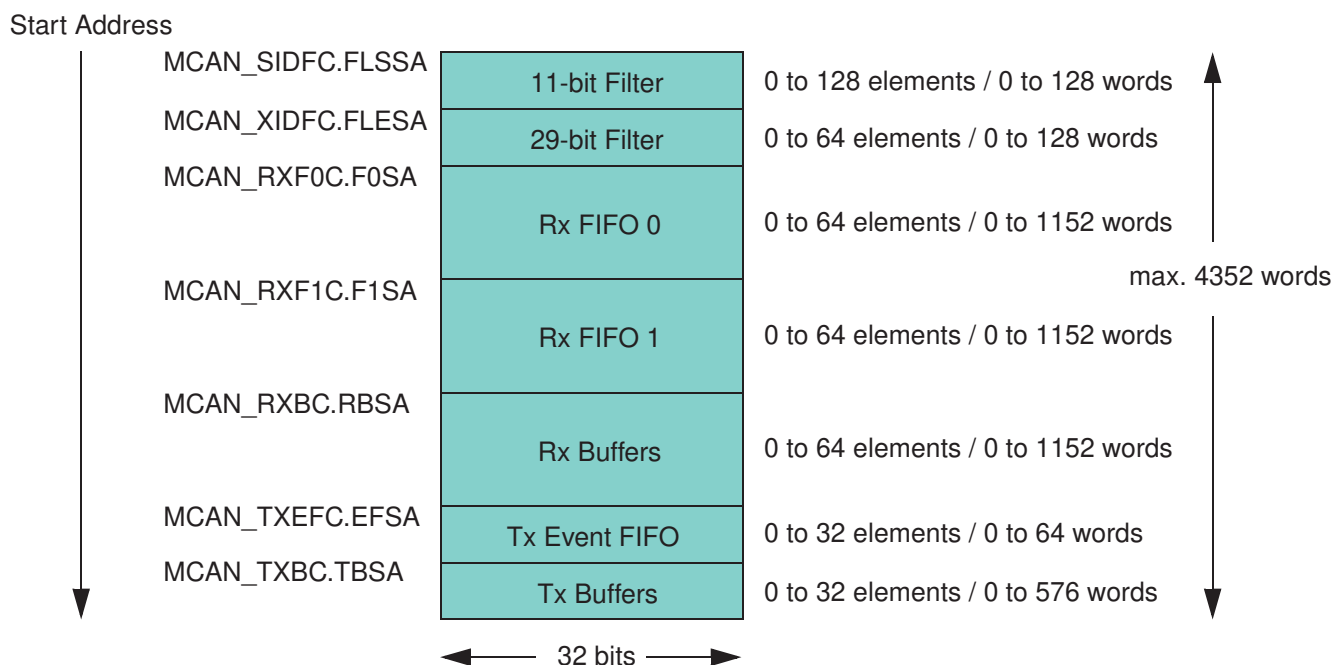 Start Address
MCAN_SIDFC.FLSSA
11-bit Filter
0 to 128 elements / 0 to 128 words
MCAN_XIDFC.FLESA
29-bit Filter
0 to 64 elements / 0 to 128 words
MCAN_RXF0C.F0SA
Rx FIFO 0
0 to 64 elements / 0 to 1152 words
max. 4352 words
MCAN_RXF1C.F1SA
Rx FIFO 1
0 to 64 elements / 0 to 1152 words
MCAN_RXBC.RBSA
Rx Buffers
0 to 64 elements / 0 to 1152 words
MCAN_TXEFC.EFSA
Tx Event FIFO
0 to 32 elements / 0 to 64 words
MCAN_TXBC.TBSA
Tx Buffers
0 to 32 elements / 0 to 576 words
32 bits